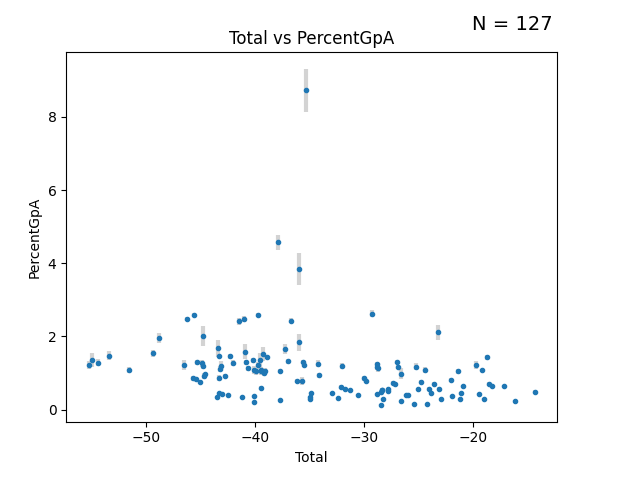 N = 127
Total vs PercentGpA
PercentGpA
8
6
4
2
0
−50
−40
−30
−20
Total